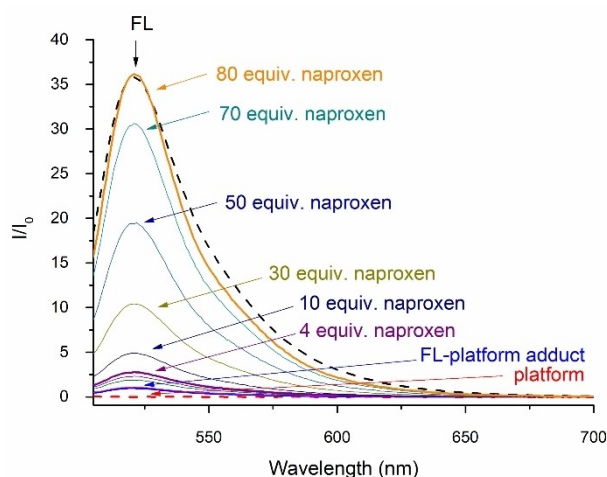 FL
40
35
30
25
20
15
10
5
0
I/I0
80 equiv. naproxen
70 equiv. naproxen
50 equiv. naproxen
30 equiv. naproxen
10 equiv. naproxen
4 equiv. naproxen
FL-platform adduct
platform
550
600
650
700
Wavelength (nm)